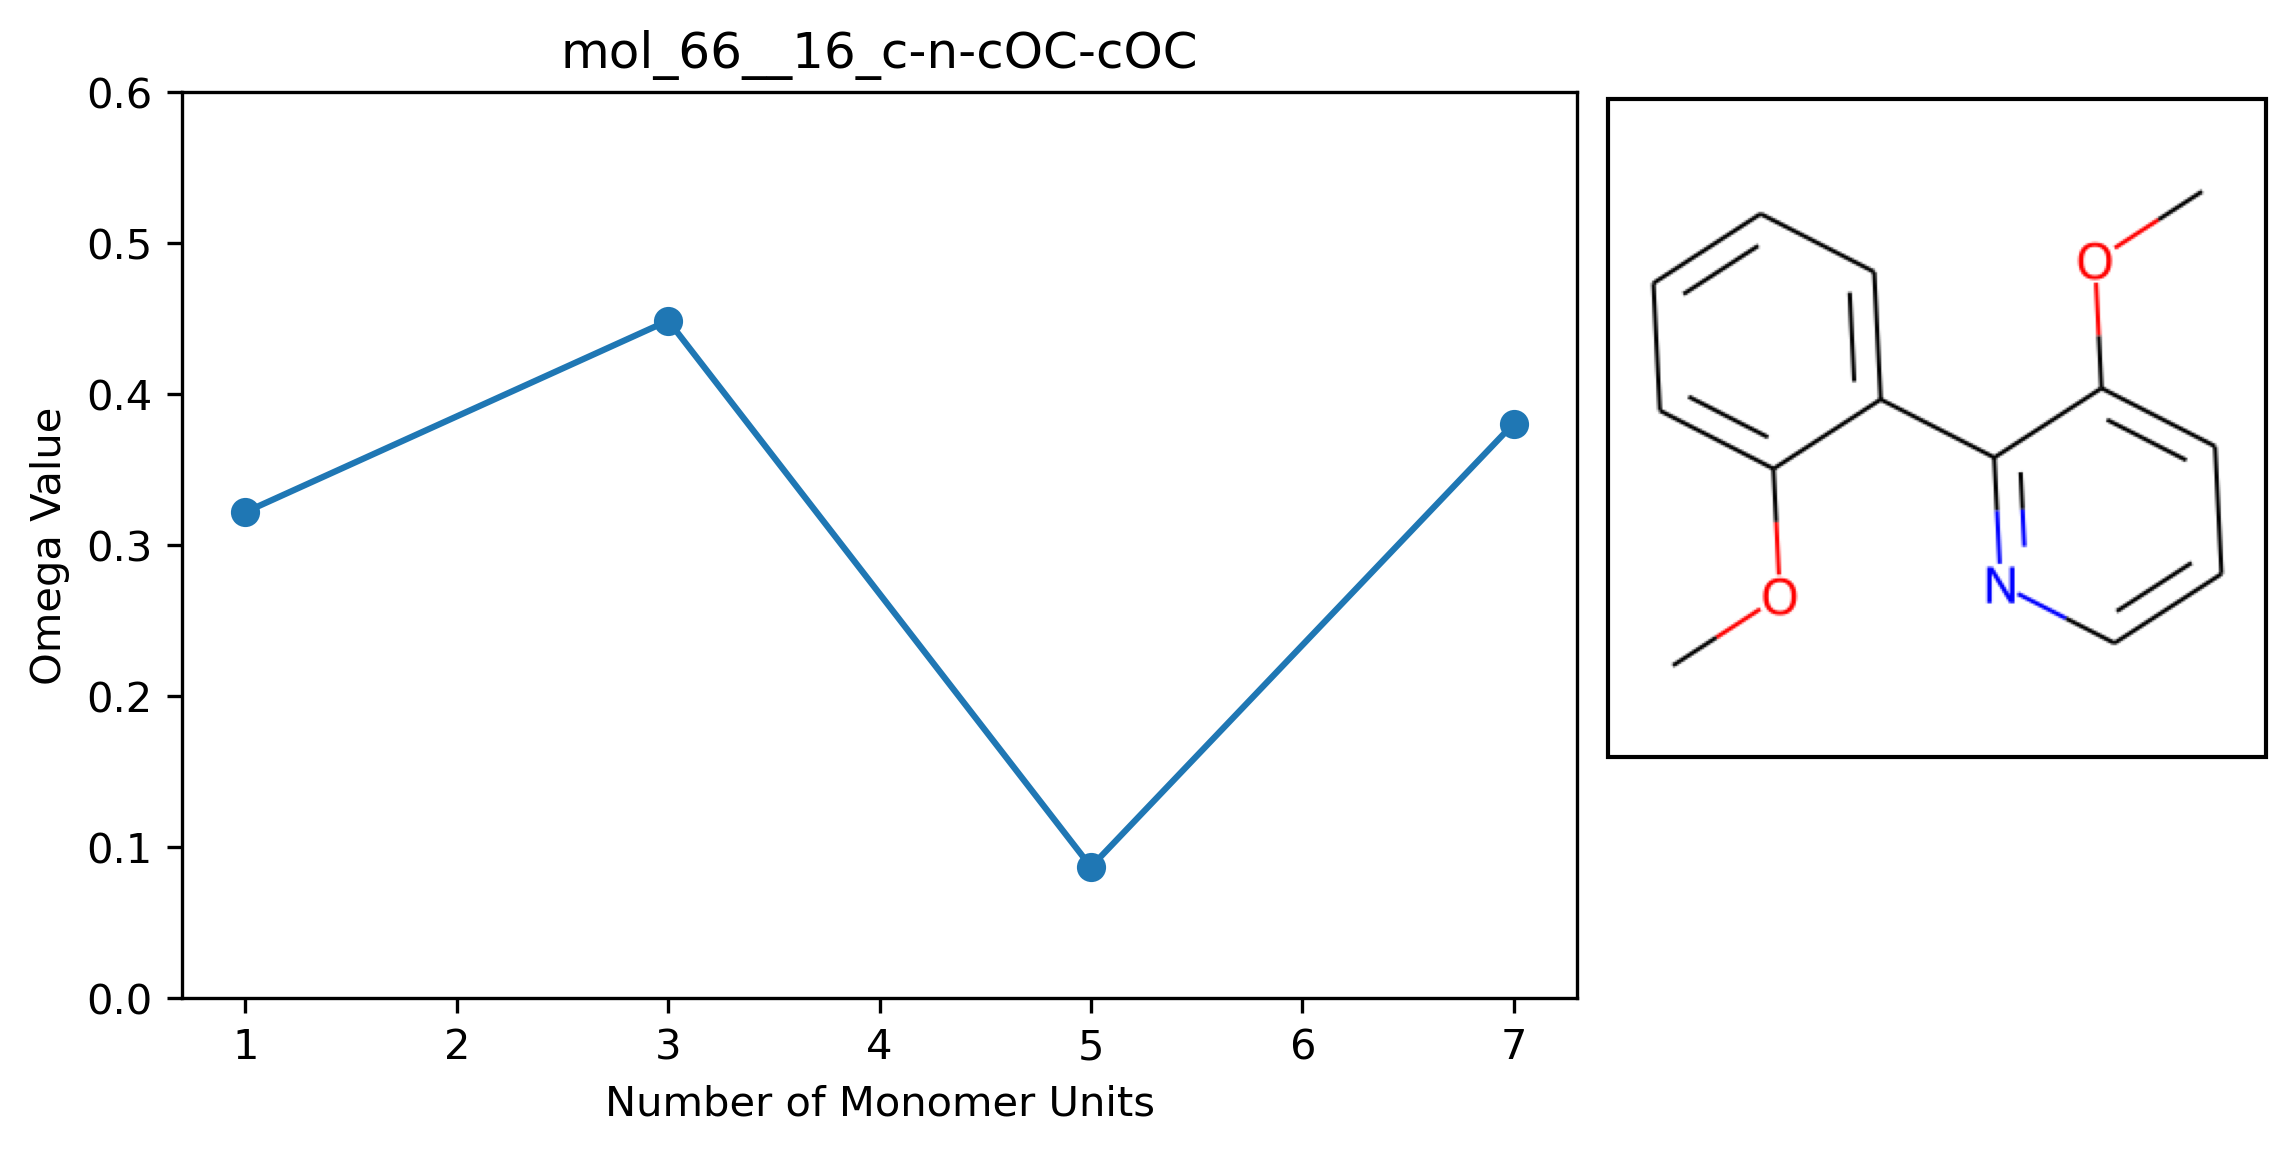 mol_66__16_c-n-cOC-cOC
0.6
0.5
0.4
0.3
0.2
0.1
0.0
Omega Value
1 2 3 4 5 6 7
Number of Monomer Units
O
O
N